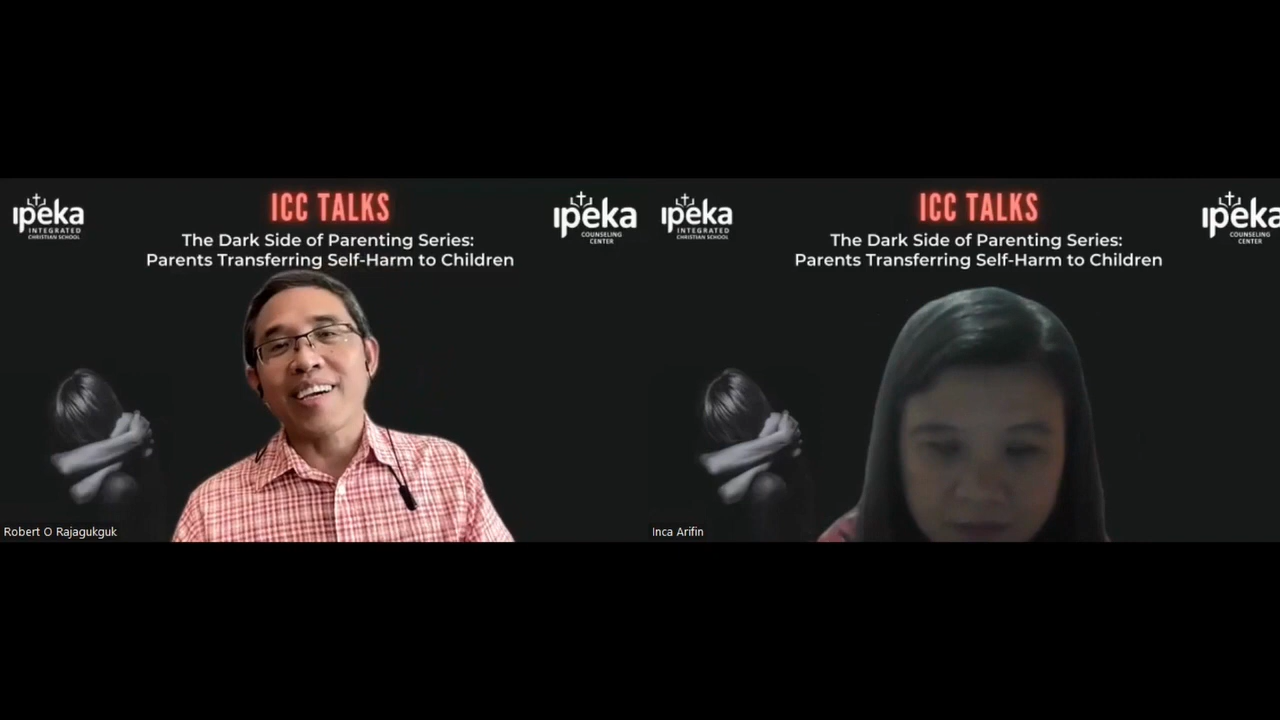 ipeka
INTEGRATED
CHRISTIAN SCHOOL
ICC TALKS
The Dark Side of Parenting Series:
Parents Transferring Self-Harm to Children
ipeka
COUNSELING
CENTER
Robert O Rajagukguk
ipeka
INTEGRATED
CHRISTIAN SCHOOL
ICC TALKS
The Dark Side of Parenting Series:
Parents Transferring Self-Harm to Children
ipeka
COUNSELING
CENTER
Inca Arifin